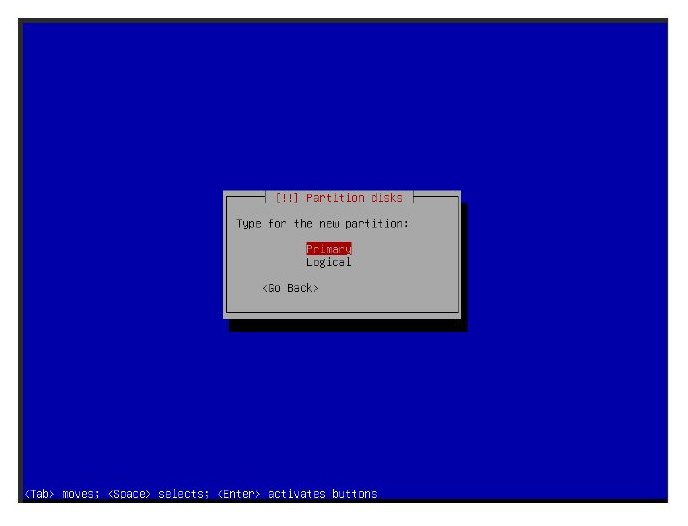 [!!] Partition disks
Type for the new partition:
Primary
Logical
<Go Back>
<Tab> moves; <Space> selects; <Enter> activates buttons